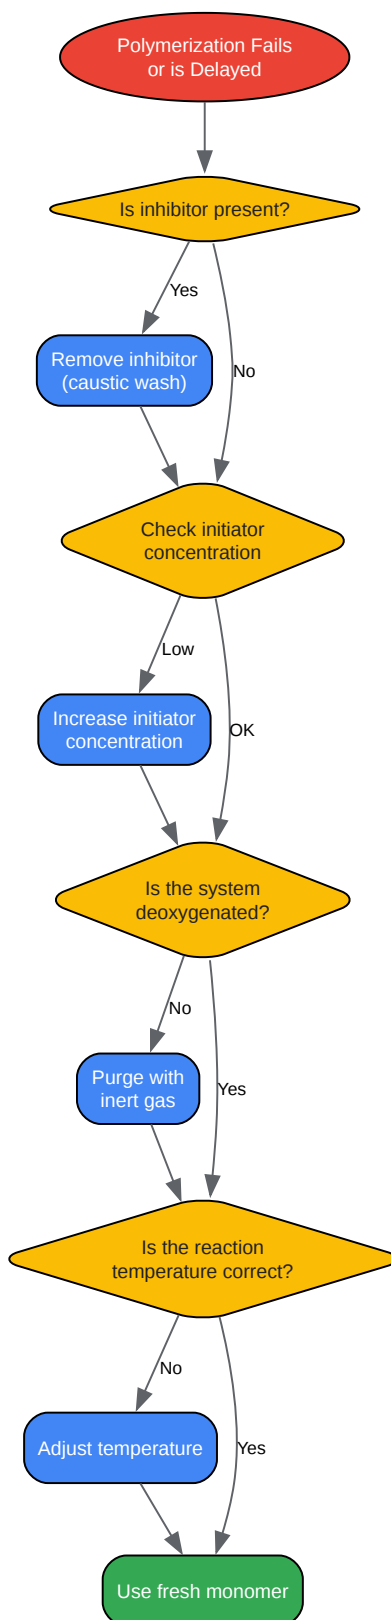 Polymerization Fails
or is Delayed
Is inhibitor present?
Yes
Remove inhibitor
(caustic wash)
No
Check initiator
concentration
Low
Increase initiator
concentration
OK
Is the system
deoxygenated?
No
Purge with
inert gas
Yes
Is the reaction
temperature correct?
No
Adjust temperature
Yes
Use fresh monomer